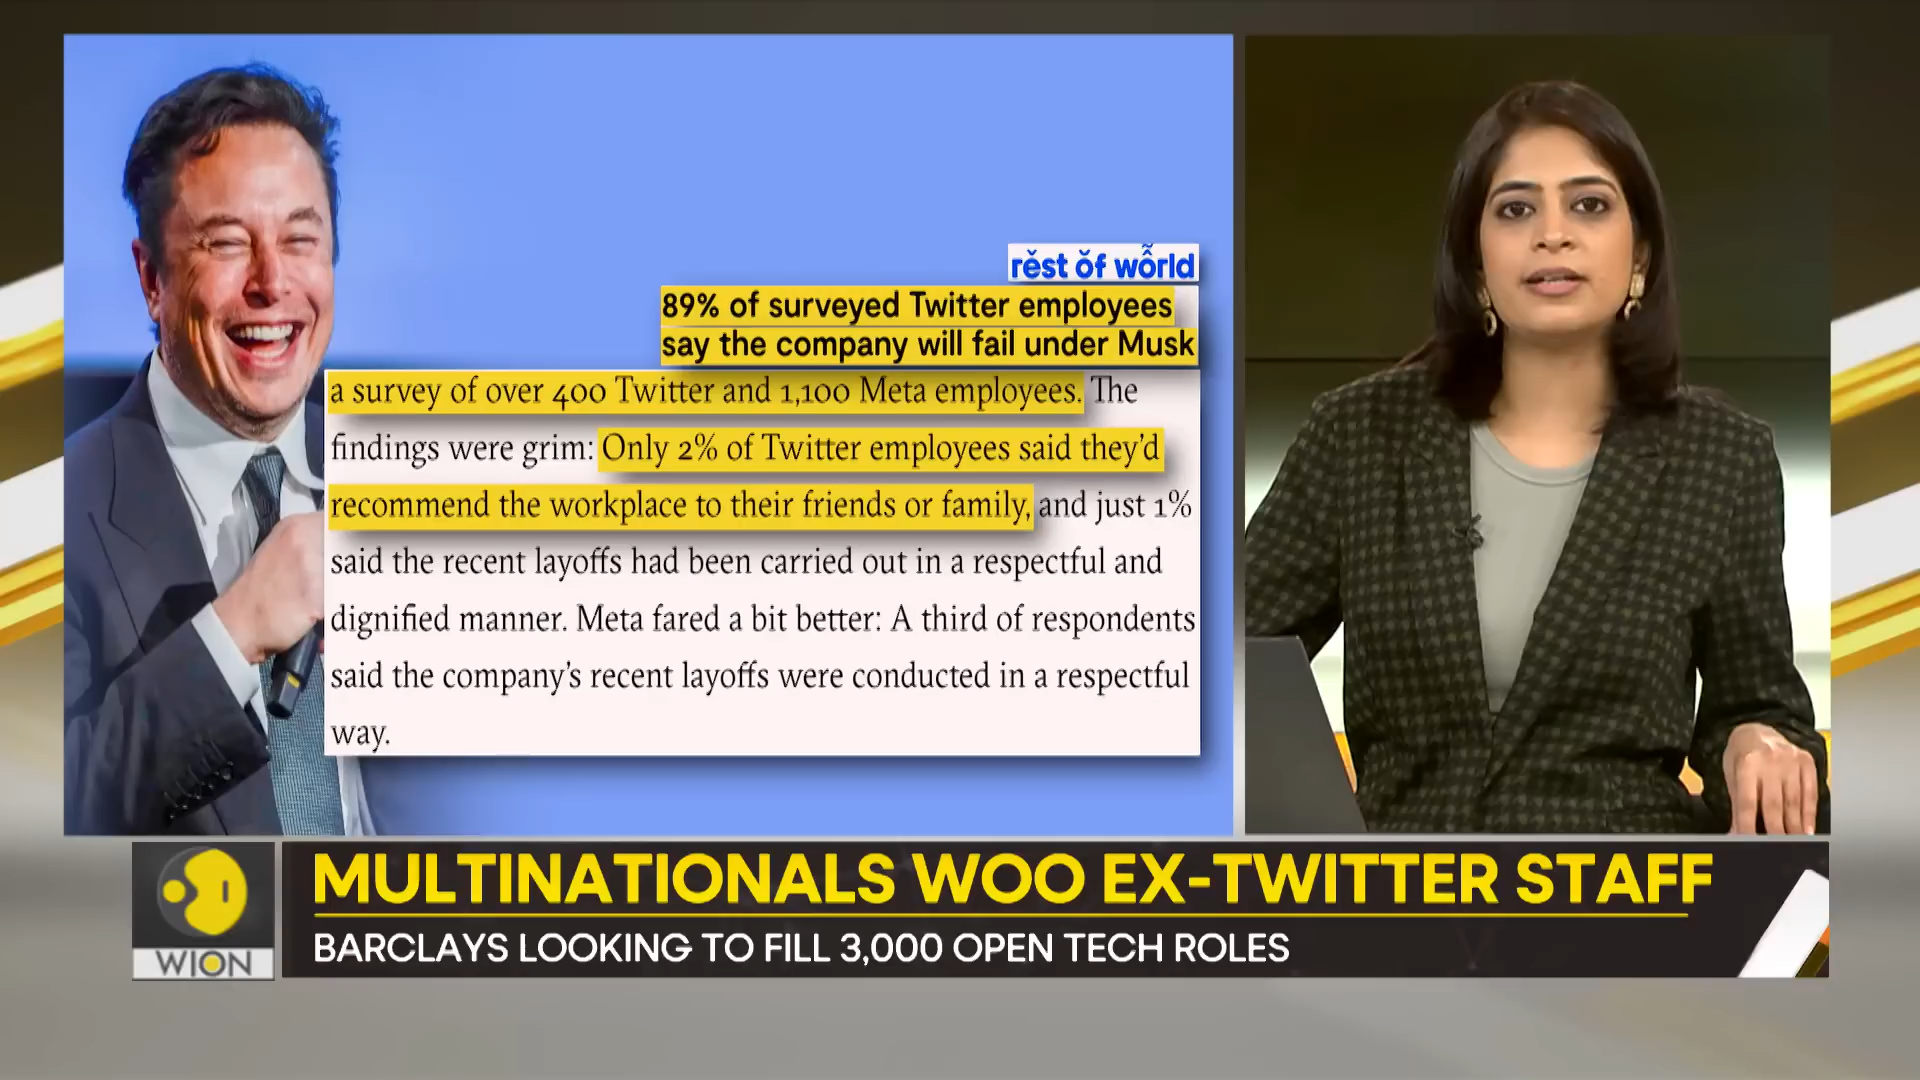 rĕst ŏf wỗrld
89% of surveyed Twitter employees
say the company will fail under Musk
a survey of over 400 Twitter and 1,100 Meta employees. The
findings were grim: Only 2% of Twitter employees said they'd
recommend the workplace to their friends or family, and just 1%
said the recent layoffs had been carried out in a respectful and
dignified manner. Meta fared a bit better: A third of respondents
said the company's recent layoffs were conducted in a respectful
way.
MULTINATIONALS WOO EX-TWITTER STAFF
BARCLAYS LOOKING TO FILL 3,000 OPEN TECH ROLES
WION